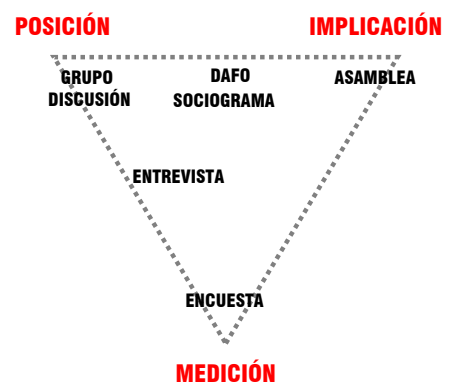 POSICIÓN IMPLICACIÓN
GRUPO DAFO ASAMBLEA
DISCUSIÓN SOCIOGRAMA
ENTREVISTA
ENCUESTA
MEDICIÓN